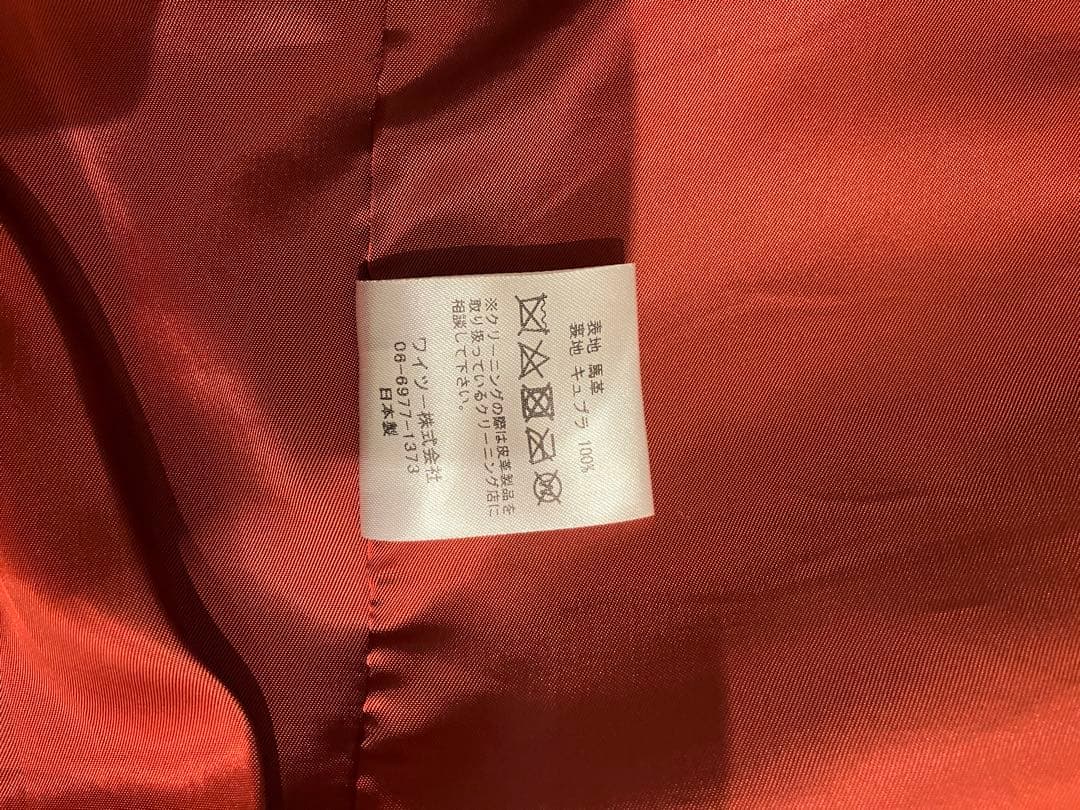 表地 馬革
裏地 キュプラ 100%
※クリーニングの際は皮革製品を
取り扱っているクリーニング店に
相談して下さい。
ワイツー株式会社
06-6977-1373
日本製